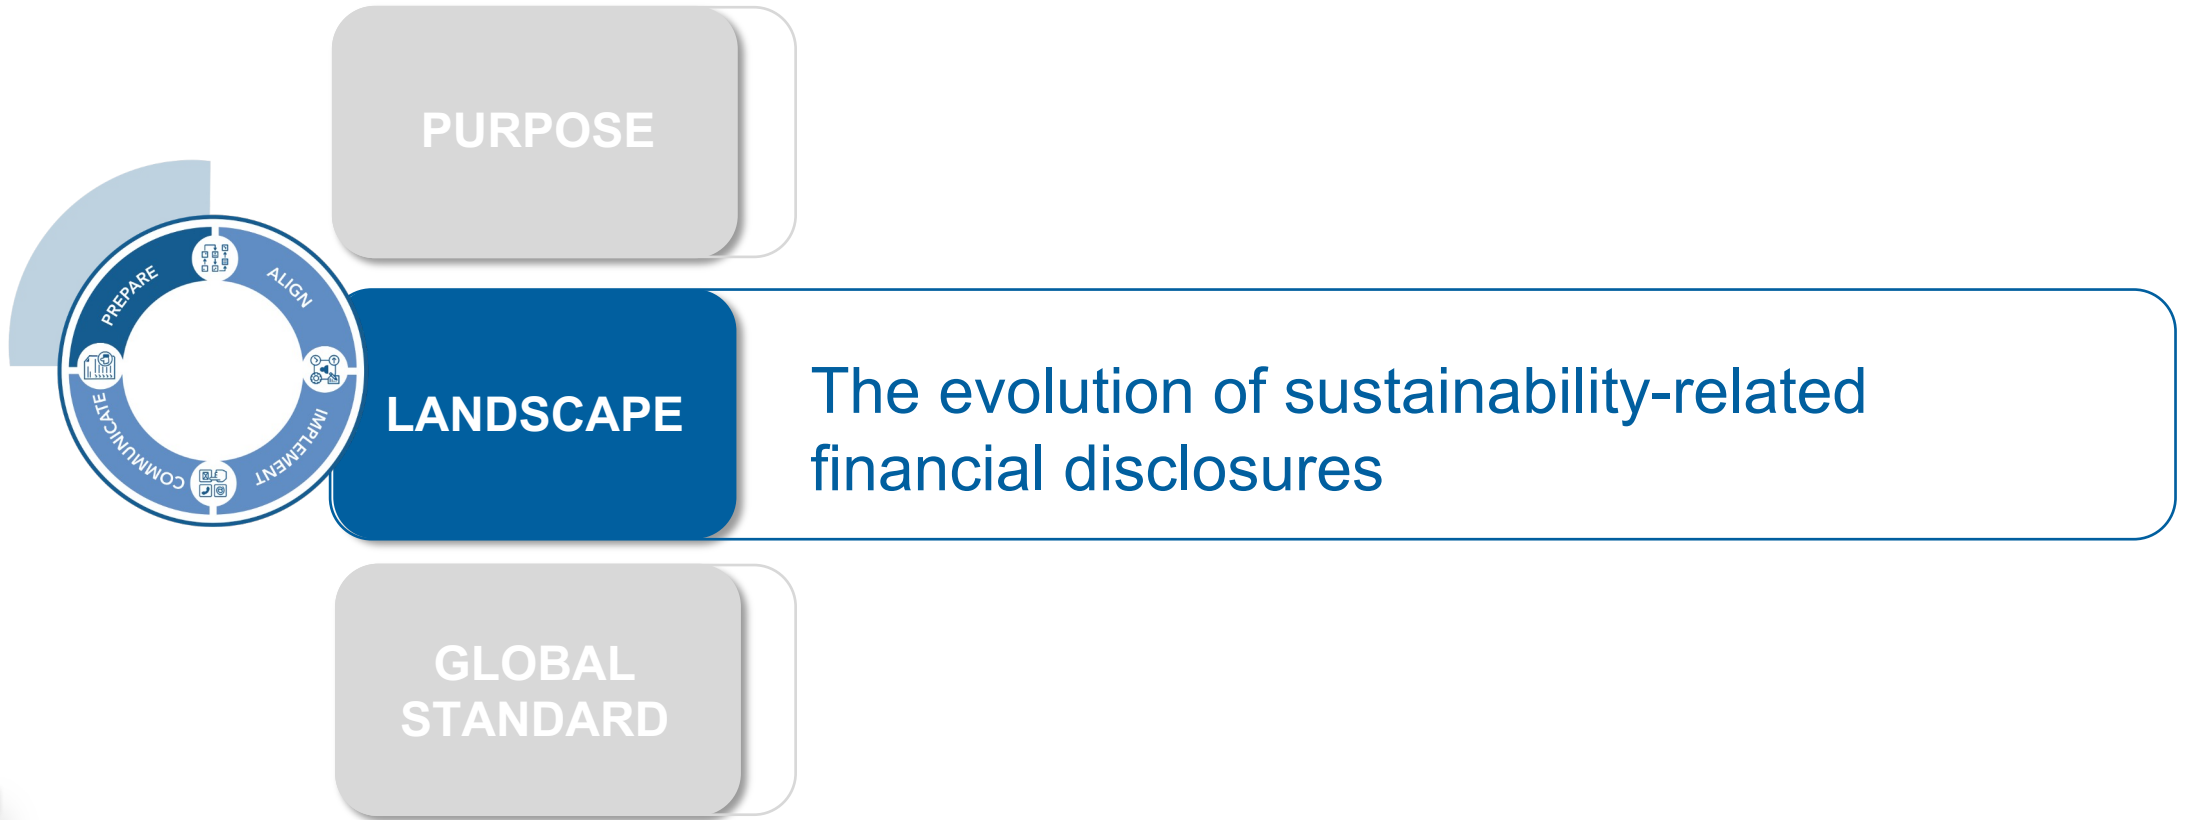 PURPOSE
PREPARE
ALIGN
IMPLEMENT
COMMUNICATE
LANDSCAPE
The evolution of sustainability-related
financial disclosures
GLOBAL
STANDARD